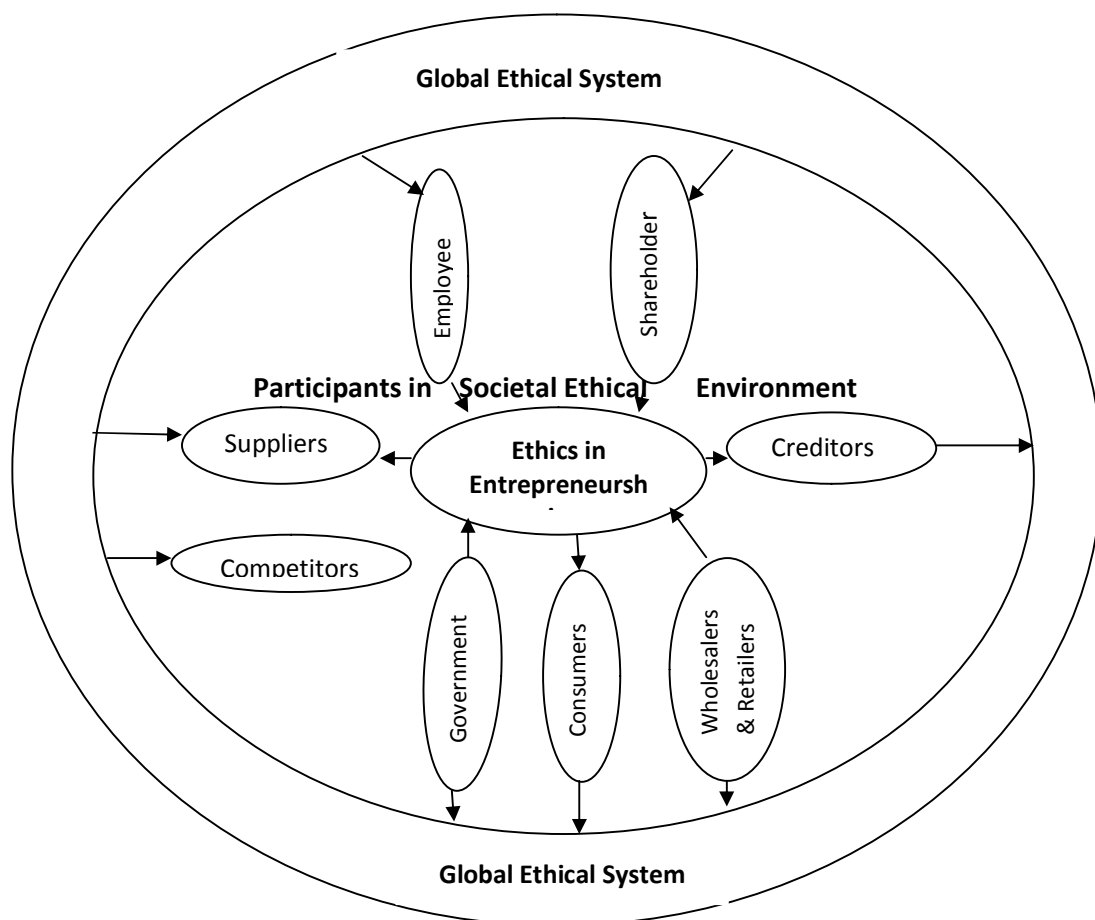 Global Ethical System
Employee
Shareholder
Participants in Societal Ethical Environment
Suppliers
Ethics in
Entrepreneursh
Creditors
Competitors
Government
Consumers
Wholesalers
& Retailers
Global Ethical System